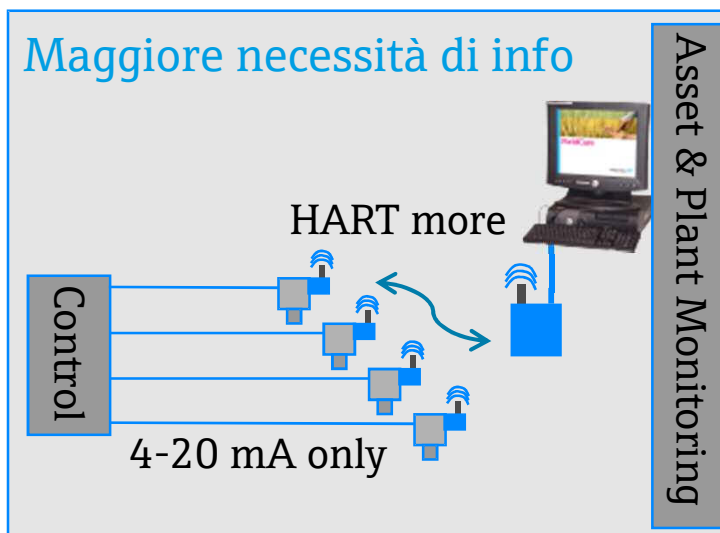 Maggiore necessità di info
Asset & Plant Monitoring
HART more
Control
4-20 mA only